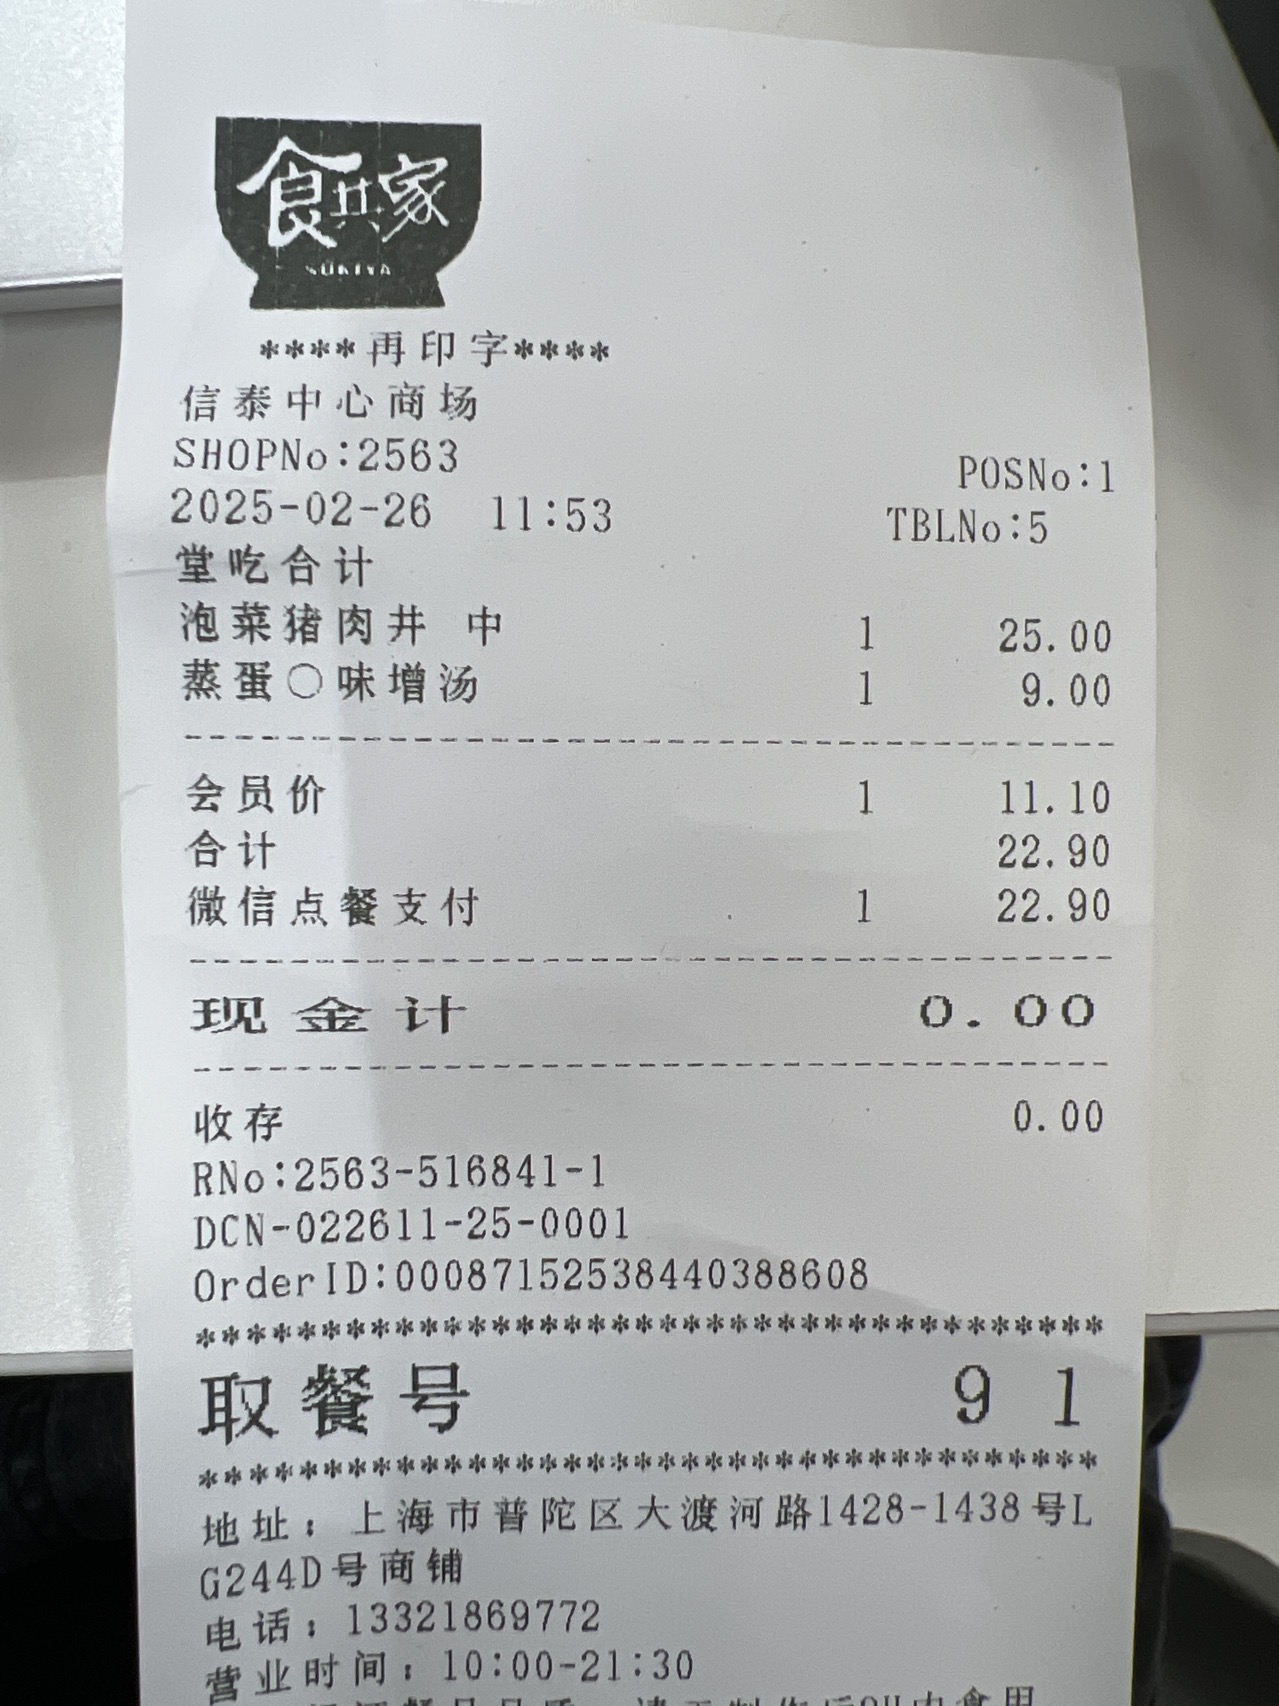 食其家
SUKIYA
****再印字****
信泰中心商场
SHOPNo:2563 POSNo:1
2025-02-26 11:53 TBLNo:5
堂吃合计
泡菜猪肉井 中 1 25.00
蒸蛋○味增汤 1 9.00
会员价 1 11.10
合计 22.90
微信点餐支付 1 22.90
现金计 0.00
收存 0.00
RNo:2563-516841-1
DCN-022611-25-0001
OrderID:00087152538440388608
取餐号 91
地址：上海市普陀区大渡河路1428-1438号L
G244D号商铺
电话：13321869772
营业时间：10:00-21:30